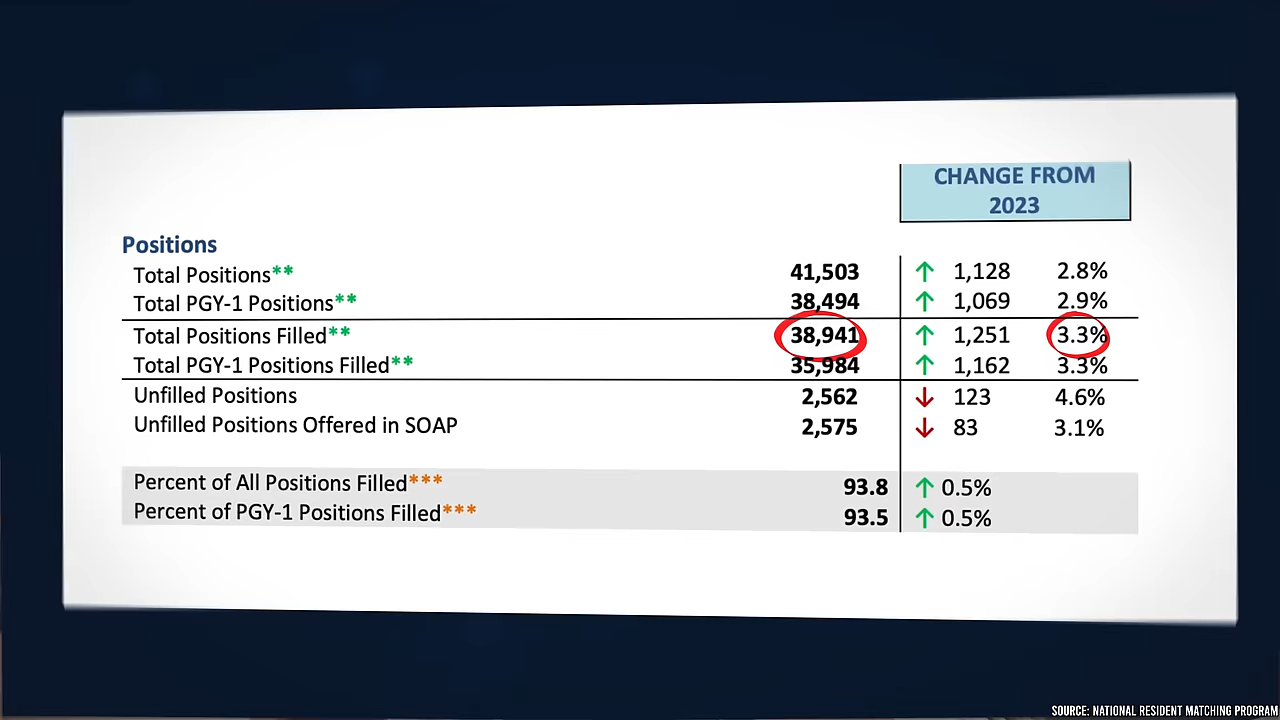 CHANGE FROM
2023
Positions
Total Positions** 41,503 ↑ 1,128 2.8%
Total PGY-1 Positions** 38,494 ↑ 1,069 2.9%
Total Positions Filled** 38,941 ↑ 1,251 3.3%
Total PGY-1 Positions Filled** 35,984 ↑ 1,162 3.3%
Unfilled Positions 2,562 ↓ 123 4.6%
Unfilled Positions Offered in SOAP 2,575 ↓ 83 3.1%
Percent of All Positions Filled*** 93.8 ↑ 0.5%
Percent of PGY-1 Positions Filled*** 93.5 ↑ 0.5%
SOURCE: NATIONAL RESIDENT MATCHING PROGRAM